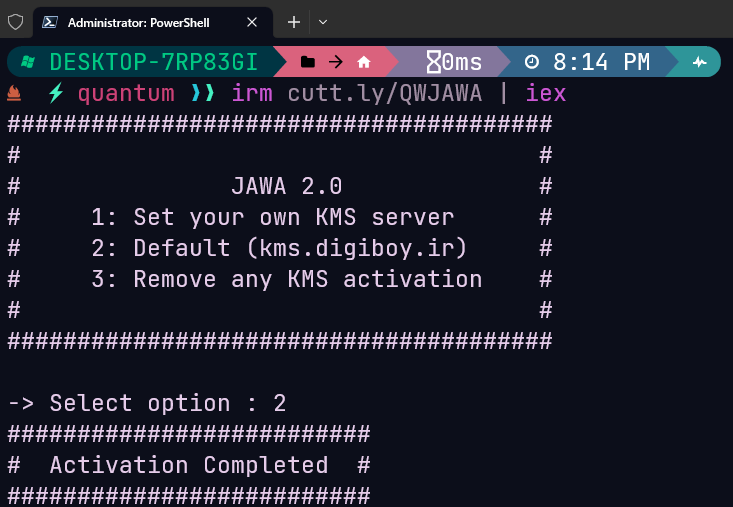 Administrator: PowerShell
DESKTOP-7RP83GI 0ms 8:14 PM
quantum ❯❯ irm cutt.ly/QWJAWA | iex
#######################################
# #
# JAWA 2.0 #
# 1: Set your own KMS server #
# 2: Default (kms.digiboy.ir) #
# 3: Remove any KMS activation #
# #
#######################################
-> Select option : 2
##########################
# Activation Completed #
##########################